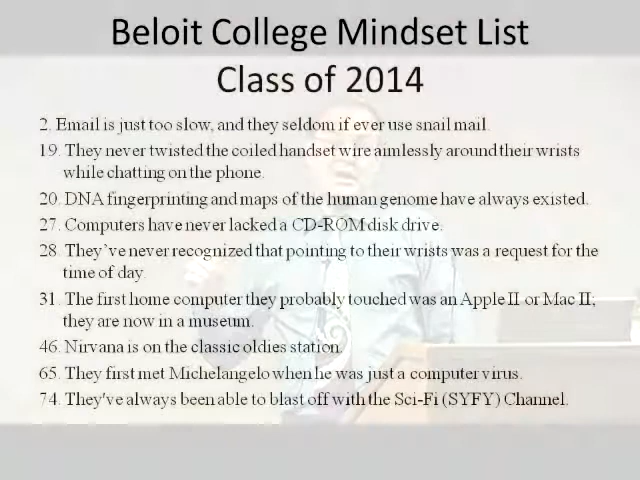 Beloit College Mindset List
Class of 2014
2. Email is just too slow, and they seldom if ever use snail mail.
19. They never twisted the coiled handset wire aimlessly around their wrists
while chatting on the phone.
20. DNA fingerprinting and maps of the human genome have always existed.
27. Computers have never lacked a CD-ROM disk drive.
28. They've never recognized that pointing to their wrists was a request for the
time of day.
31. The first home computer they probably touched was an Apple II or Mac II;
they are now in a museum.
46. Nirvana is on the classic oldies station.
65. They first met Michelangelo when he was just a computer virus.
74. They've always been able to blast off with the Sci-Fi (SYFY) Channel.